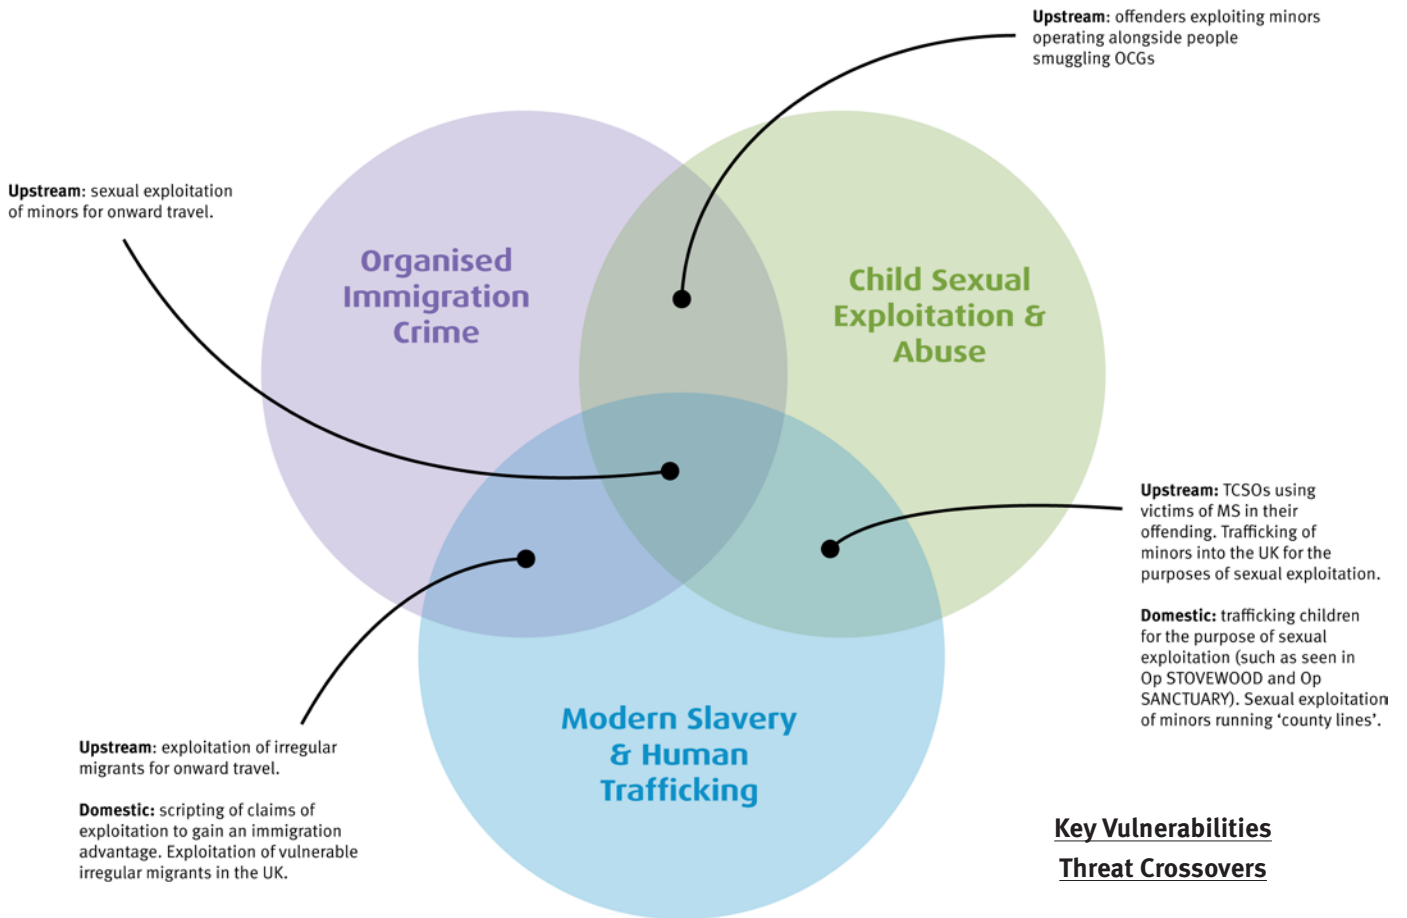 Upstream: offenders exploiting minors
operating alongside people
smuggling OCGs
Upstream: sexual exploitation
of minors for onward travel.
Organised
Immigration
Crime
Child Sexual
Exploitation &
Abuse
Upstream: TCSOs using
victims of MS in their
offending. Trafficking of
minors into the UK for the
purposes of sexual exploitation.
Domestic: trafficking children
for the purpose of sexual
exploitation (such as seen in
Op STOVEWOOD and Op
SANCTUARY). Sexual exploitation
of minors running ‘county lines’.
Modern Slavery
& Human
Trafficking
Upstream: exploitation of irregular
migrants for onward travel.
Domestic: scripting of claims of
exploitation to gain an immigration
advantage. Exploitation of vulnerable
irregular migrants in the UK.
Key Vulnerabilities
Threat Crossovers